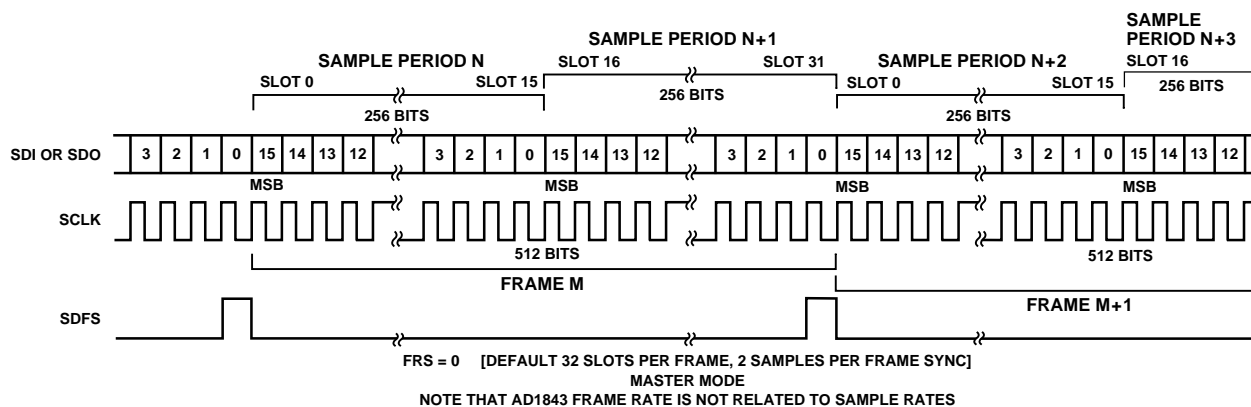 SAMPLE PERIOD N
SAMPLE PERIOD N+1
SAMPLE PERIOD N+2
SAMPLE
PERIOD N+3
SLOT 0 SLOT 15
SLOT 16 SLOT 31
SLOT 0 SLOT 15
SLOT 16
256 BITS
256 BITS
256 BITS
256 BITS
SDI OR SDO 3 2 1 0 15 14 13 12 3 2 1 0 15 14 13 12 3 2 1 0 15 14 13 12 3 2 1 0 15 14 13 12
MSB MSB MSB MSB
SCLK
512 BITS 512 BITS
FRAME M
FRAME M+1
SDFS
FRS = 0 [DEFAULT 32 SLOTS PER FRAME, 2 SAMPLES PER FRAME SYNC]
MASTER MODE
NOTE THAT AD1843 FRAME RATE IS NOT RELATED TO SAMPLE RATES